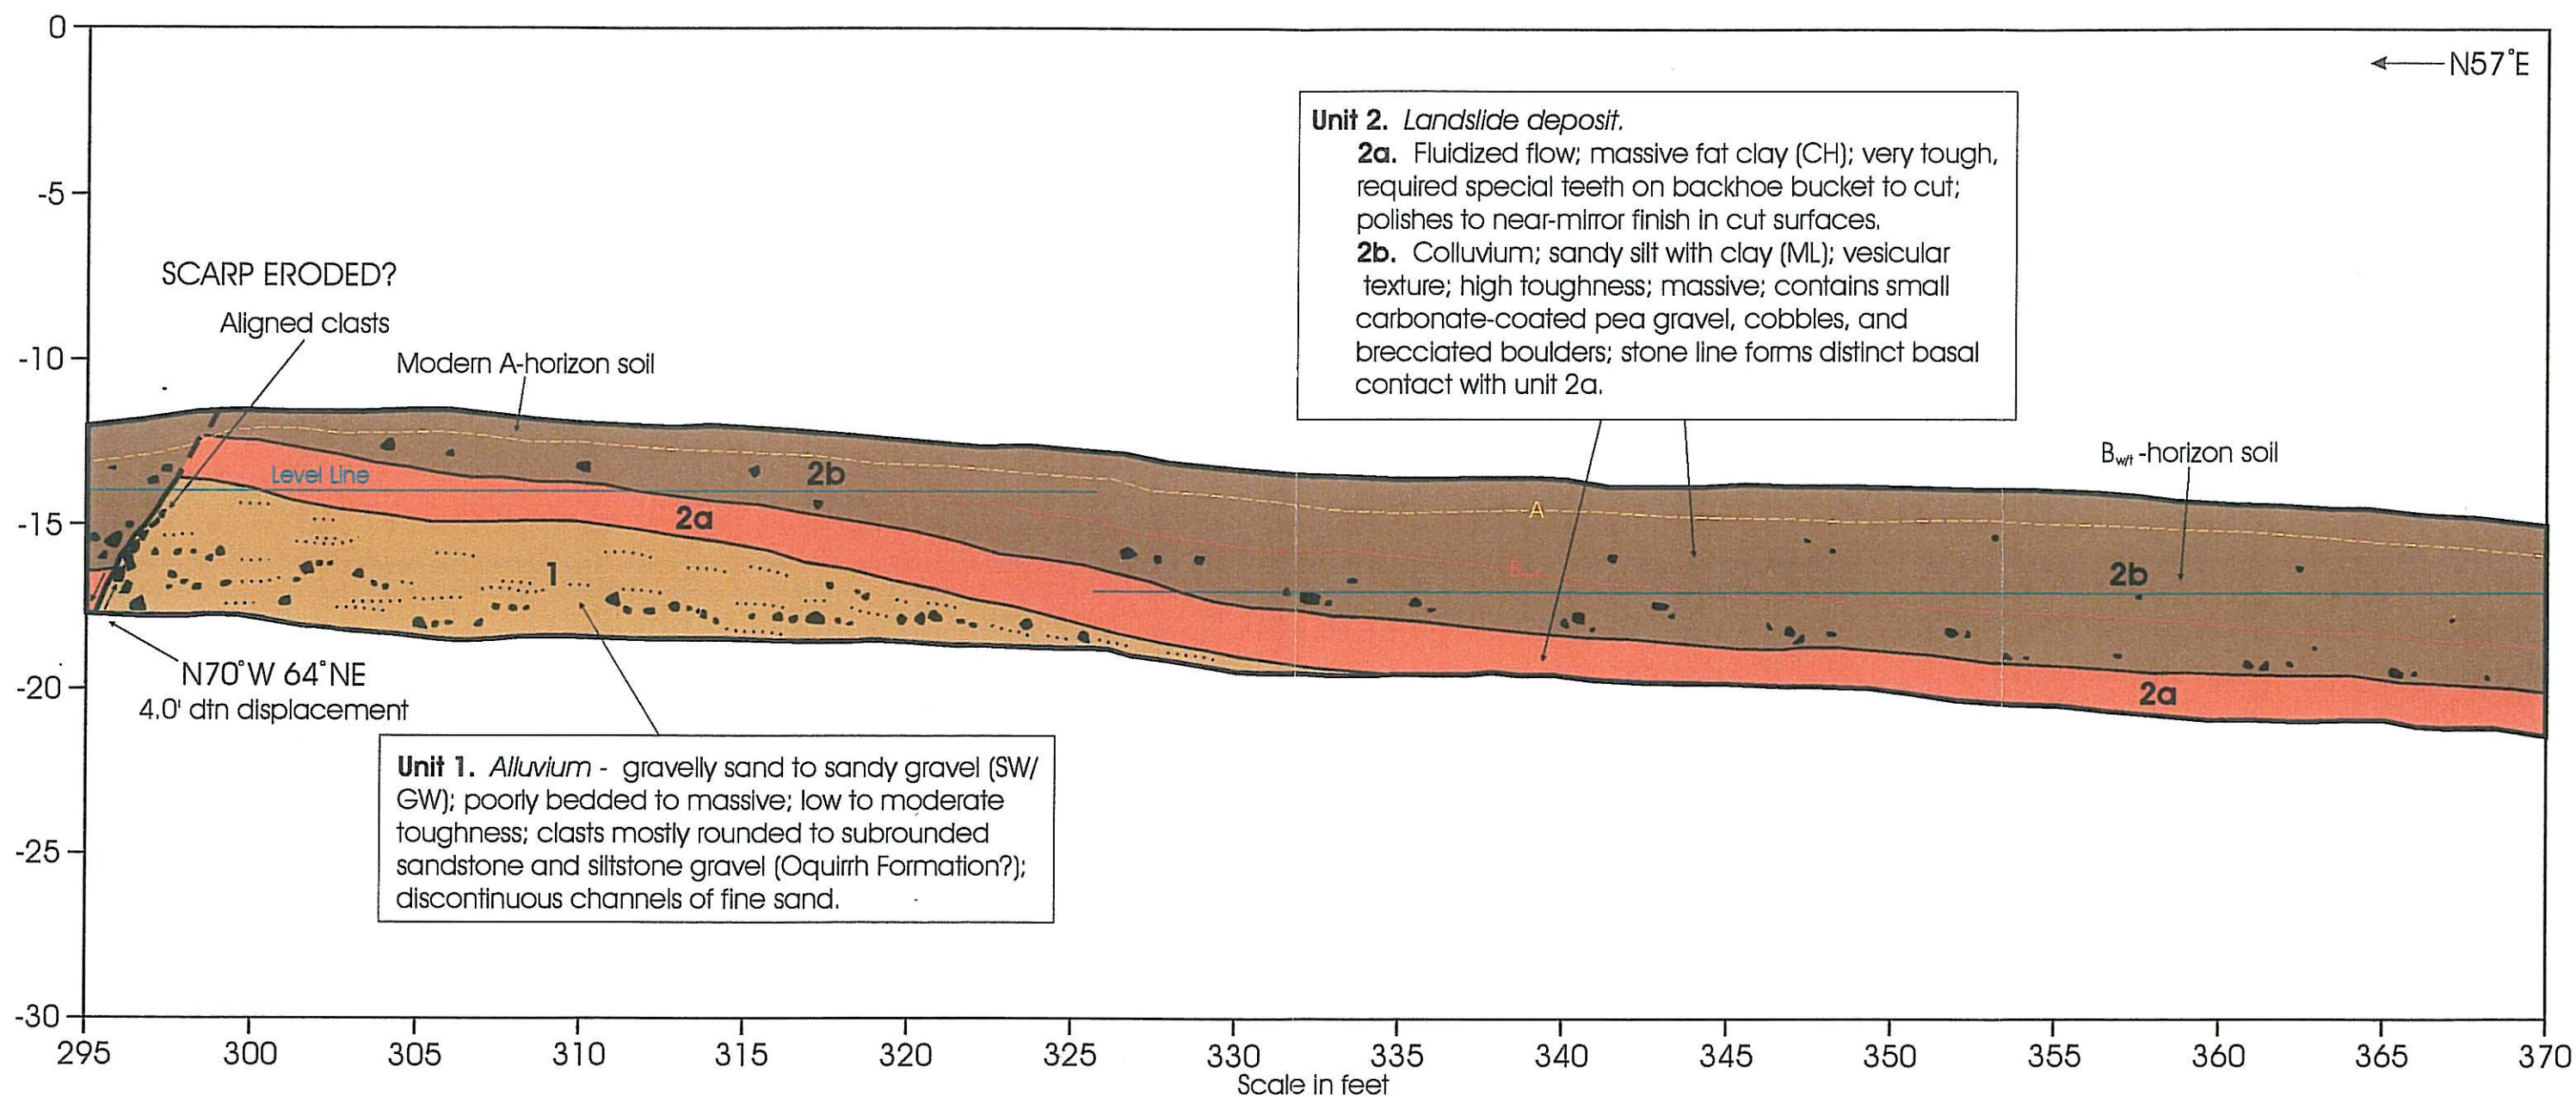 0
N57°E
Unit 2. Landslide deposit.
2a. Fluidized flow; massive fat clay (CH); very tough,
required special teeth on backhoe bucket to cut;
polishes to near-mirror finish in cut surfaces.
2b. Colluvium; sandy silt with clay (ML); vesicular
texture; high toughness; massive; contains small
carbonate-coated pea gravel, cobbles, and
brecciated boulders; stone line forms distinct basal
contact with unit 2a.
-5
SCARP ERODED?
Aligned clasts
-10
Modern A-horizon soil
Bw/t-horizon soil
Level Line
2b
-15
2a
A
1
2b
N70°W 64°NE
4.0' dtn displacement
-20
2a
Unit 1. Alluvium - gravelly sand to sandy gravel (SW/
GW); poorly bedded to massive; low to moderate
toughness; clasts mostly rounded to subrounded
sandstone and siltstone gravel (Oquirrh Formation?);
discontinuous channels of fine sand.
-25
-30
295 300 305 310 315 320 325 330 335 340 345 350 355 360 365 370
Scale in feet